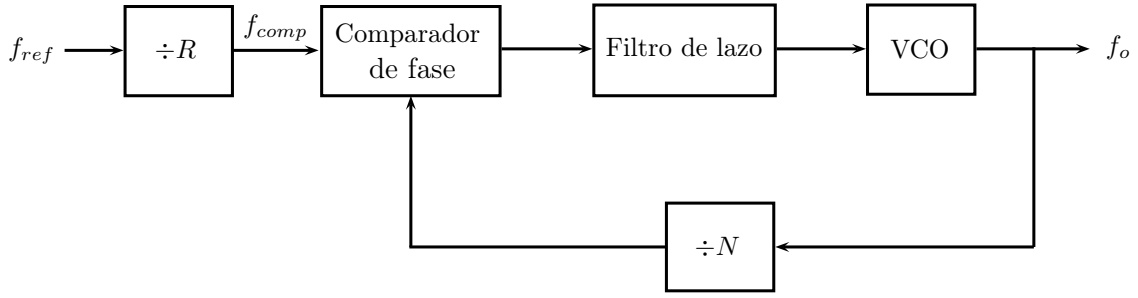 f_ref
÷R
f_comp
Comparador
de fase
Filtro de lazo
VCO
f_o
÷N